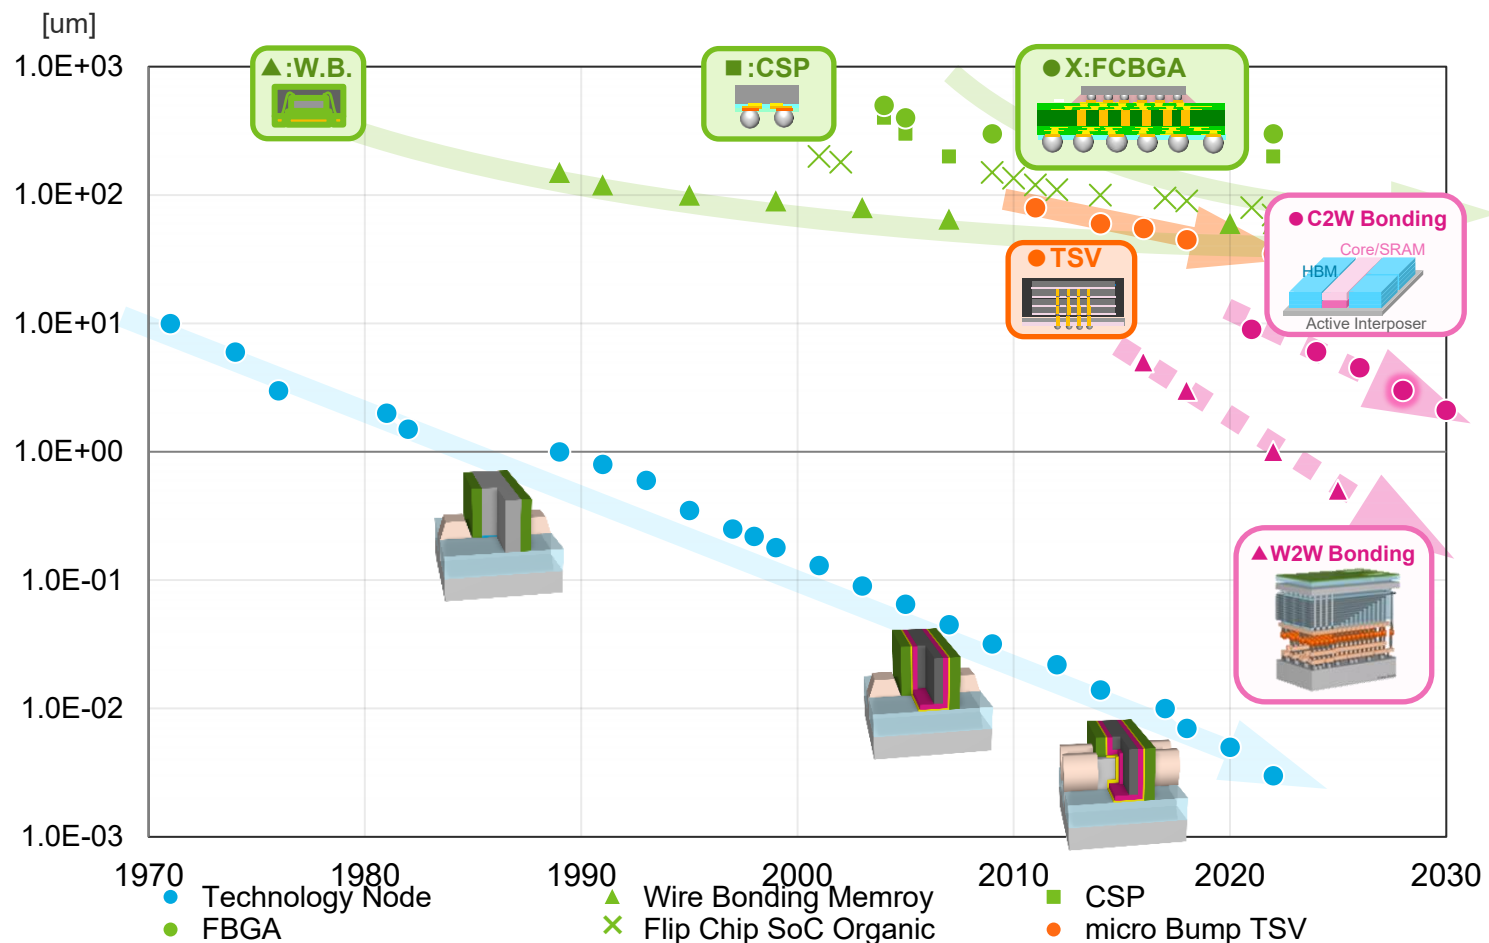 [um]
1.0E+03
1.0E+02
1.0E+01
1.0E+00
1.0E-01
1.0E-02
1.0E-03
▲:W.B.
■:CSP
●X:FCBGA
●TSV
●C2W Bonding
Core/SRAM
HBM
Active Interposer
▲W2W Bonding
1970 1980 1990 2000 2010 2020 2030
Technology Node Wire Bonding Memroy CSP
FBGA Flip Chip SoC Organic micro Bump TSV